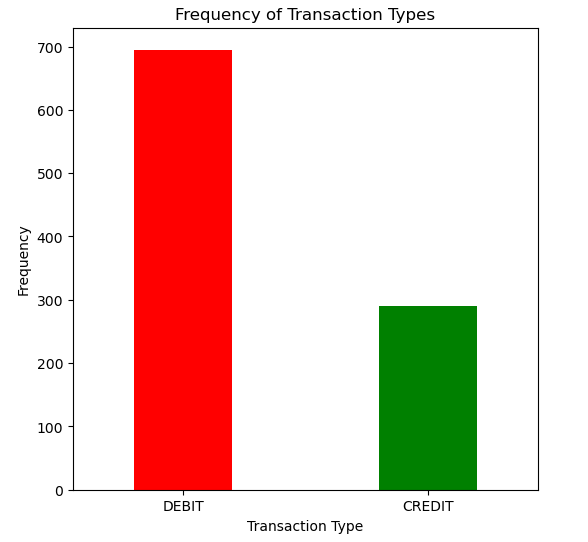 Frequency of Transaction Types
700
600
500
400
300
200
100
0
Frequency
DEBIT
CREDIT
Transaction Type